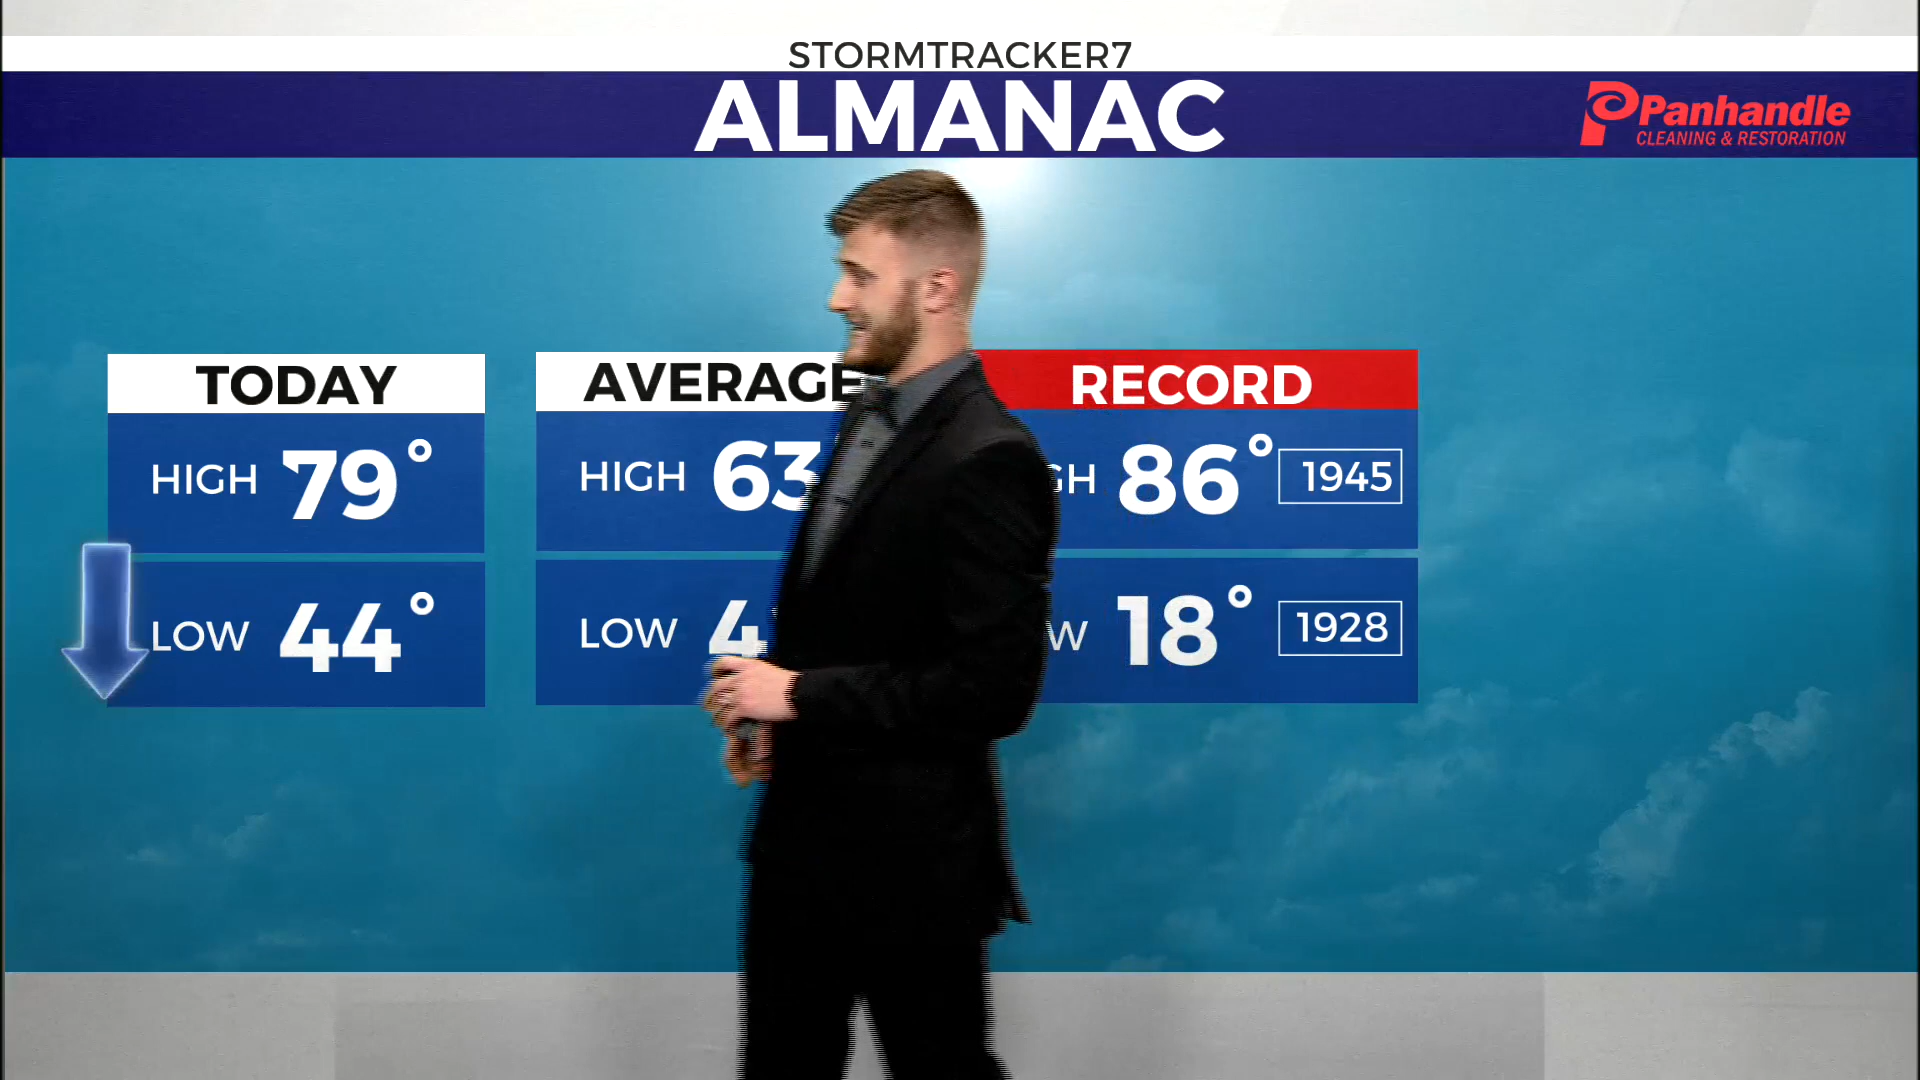 STORMTRACKER7
ALMANAC
Panhandle
CLEANING & RESTORATION
TODAY
HIGH 79°
LOW 44°
AVERAGE
HIGH 63
LOW
RECORD
86° 1945
18° 1928